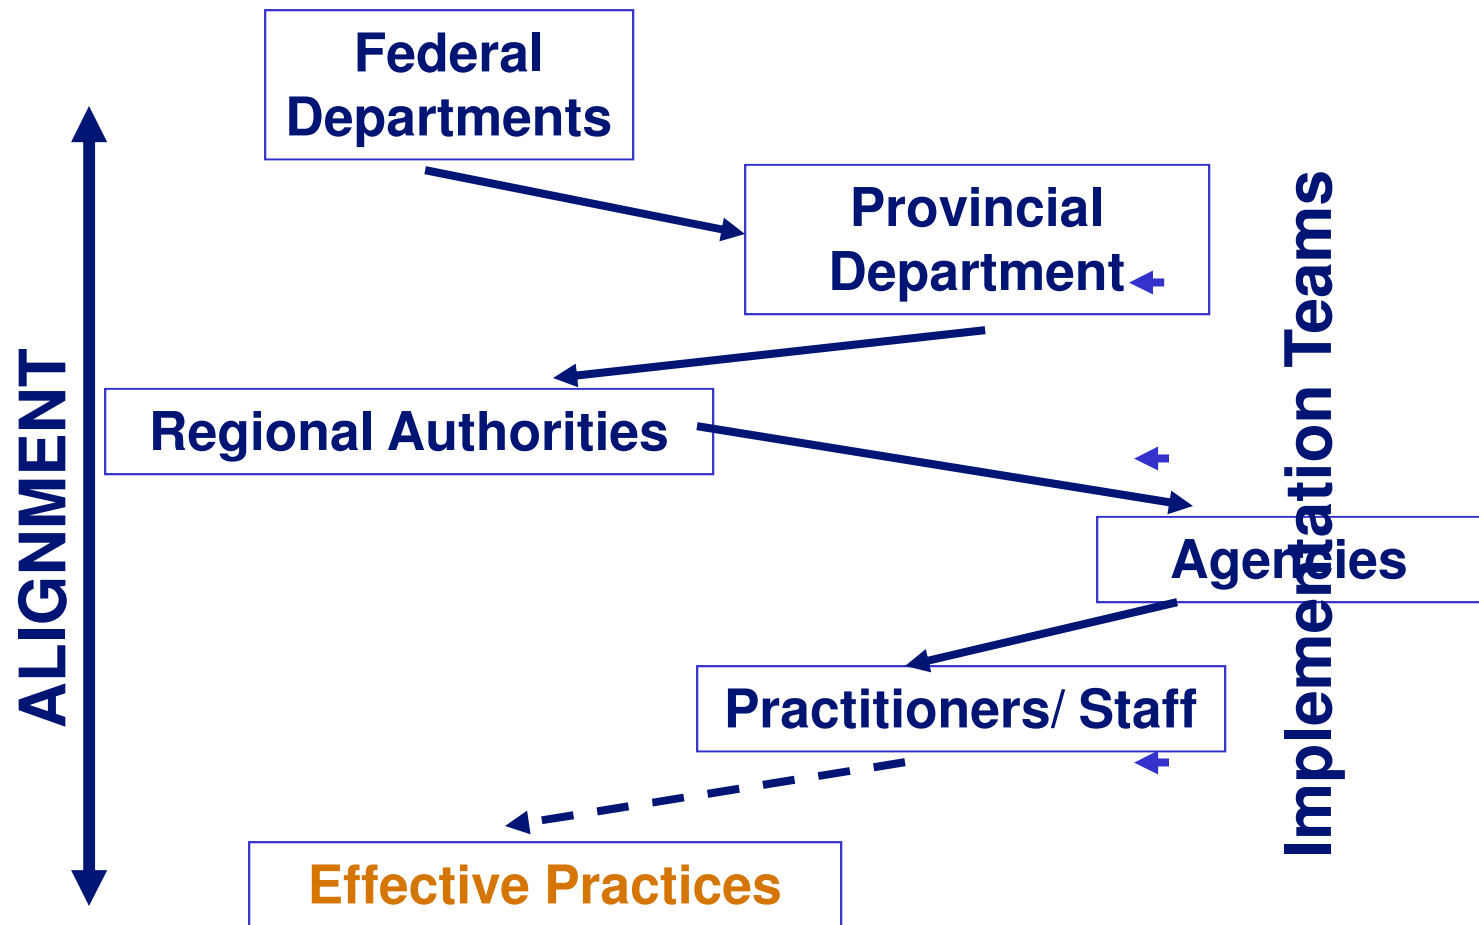 Federal
Departments
Provincial
Department
Regional Authorities
Agencies
Practitioners/ Staff
Effective Practices
ALIGNMENT
Implementation Teams